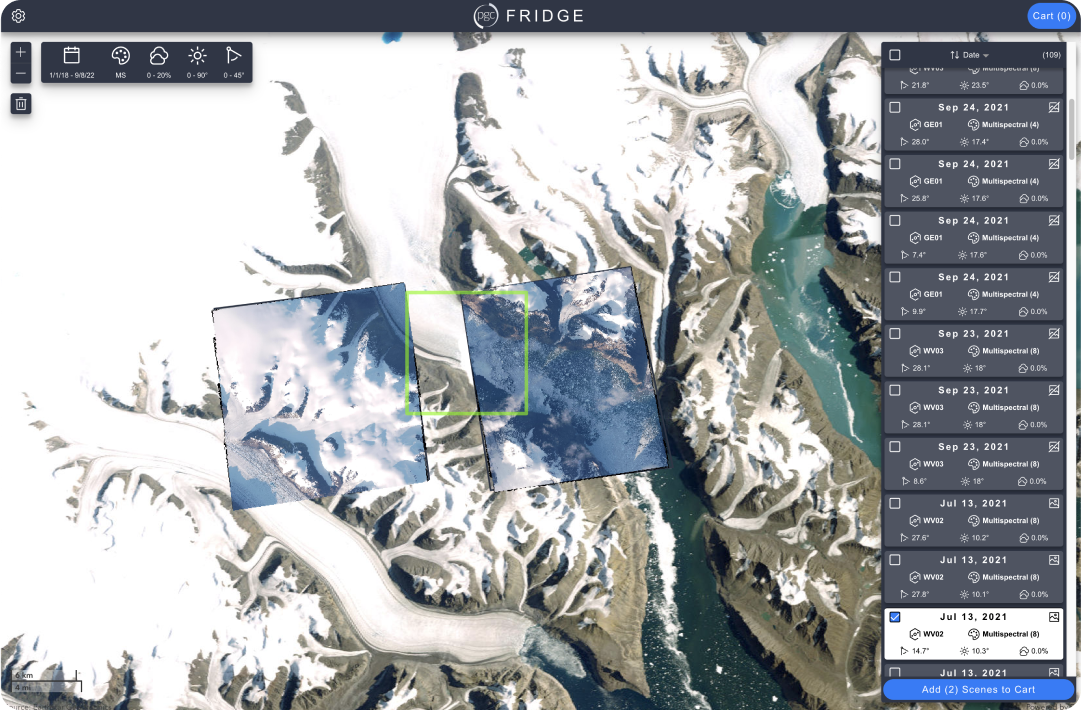 pgc FRIDGE
Cart (0)
1/1/18 - 9/8/22 MS 0 - 20% 0 - 90° 0 - 45°
Date (109)
WV03 Multispectral (8)
21.8° 23.5° 0.0%
Sep 24, 2021
GE01 Multispectral (4)
28.0° 17.4° 0.0%
Sep 24, 2021
GE01 Multispectral (4)
25.8° 17.6° 0.0%
Sep 24, 2021
GE01 Multispectral (4)
7.4° 17.6° 0.0%
Sep 24, 2021
GE01 Multispectral (4)
9.9° 17.7° 0.0%
Sep 23, 2021
WV03 Multispectral (8)
28.1° 18° 0.0%
Sep 23, 2021
WV03 Multispectral (8)
28.1° 18° 0.0%
Sep 23, 2021
WV03 Multispectral (8)
8.6° 18° 0.0%
Jul 13, 2021
WV02 Multispectral (8)
27.6° 10.2° 0.0%
Jul 13, 2021
WV02 Multispectral (8)
27.8° 10.1° 0.0%
Jul 13, 2021
WV02 Multispectral (8)
14.7° 10.3° 0.0%
Jul 13, 2021
Add (2) Scenes to Cart
6 km
4 mi